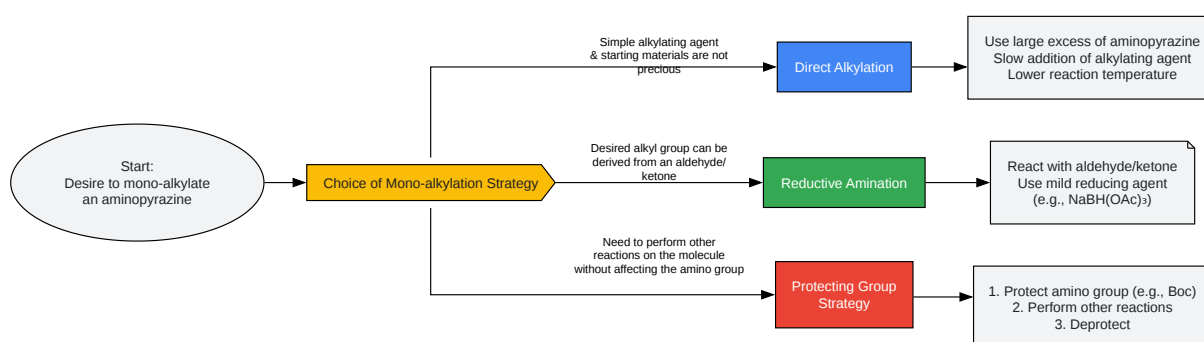 Start:
Desire to mono-alkylate
an aminopyrazine
Choice of Mono-alkylation Strategy
Simple alkylating agent
& starting materials are not
precious
Direct Alkylation
Use large excess of aminopyrazine
Slow addition of alkylating agent
Lower reaction temperature
Desired alkyl group can be
derived from an aldehyde/
ketone
Reductive Amination
React with aldehyde/ketone
Use mild reducing agent
(e.g., NaBH(OAc)₃)
Need to perform other
reactions on the molecule
without affecting the amino group
Protecting Group
Strategy
1. Protect amino group (e.g., Boc)
2. Perform other reactions
3. Deprotect